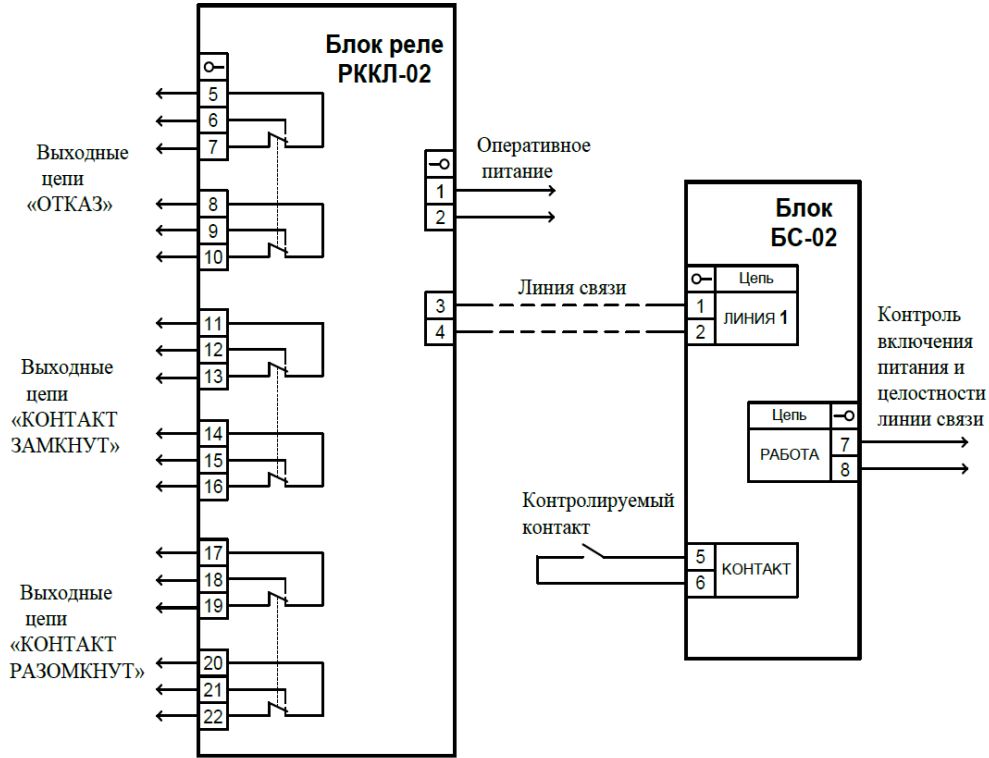 Блок реле
РККЛ-02
5
6
7
Выходные
цепи
«ОТКАЗ»
8
9
10
11
12
13
Выходные
цепи
«КОНТАКТ
ЗАМКНУТ»
14
15
16
17
18
19
Выходные
цепи
«КОНТАКТ
РАЗОМКНУТ»
20
21
22
1
2
Оперативное
питание
3
4
Линия связи
Блок
БС-02
Цепь
1
2
ЛИНИЯ 1
Контроль
включения
питания и
целостности
линии связи
Цепь
РАБОТА
7
8
Контролируемый
контакт
5
6
КОНТАКТ